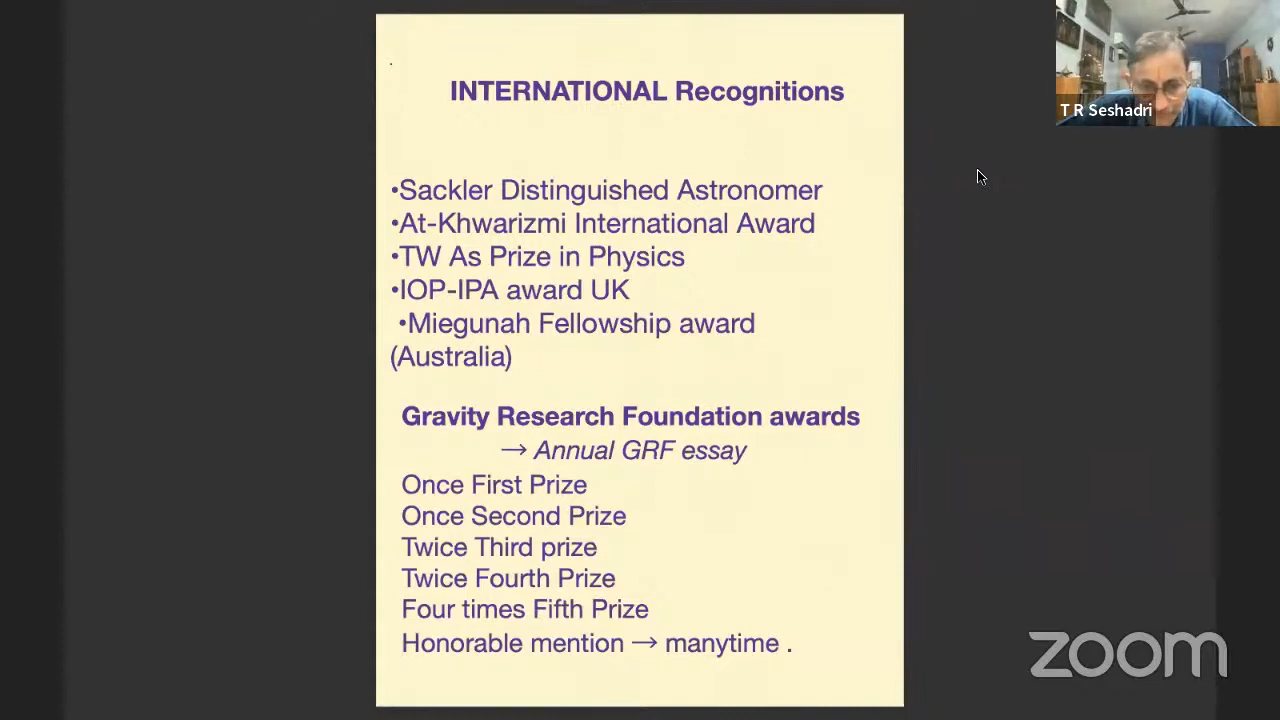 INTERNATIONAL Recognitions
•Sackler Distinguished Astronomer
•At-Khwarizmi International Award
•TW As Prize in Physics
•IOP-IPA award UK
•Miegunah Fellowship award
(Australia)
Gravity Research Foundation awards
→ Annual GRF essay
Once First Prize
Once Second Prize
Twice Third prize
Twice Fourth Prize
Four times Fifth Prize
Honorable mention → manytime .
T R Seshadri
zoom